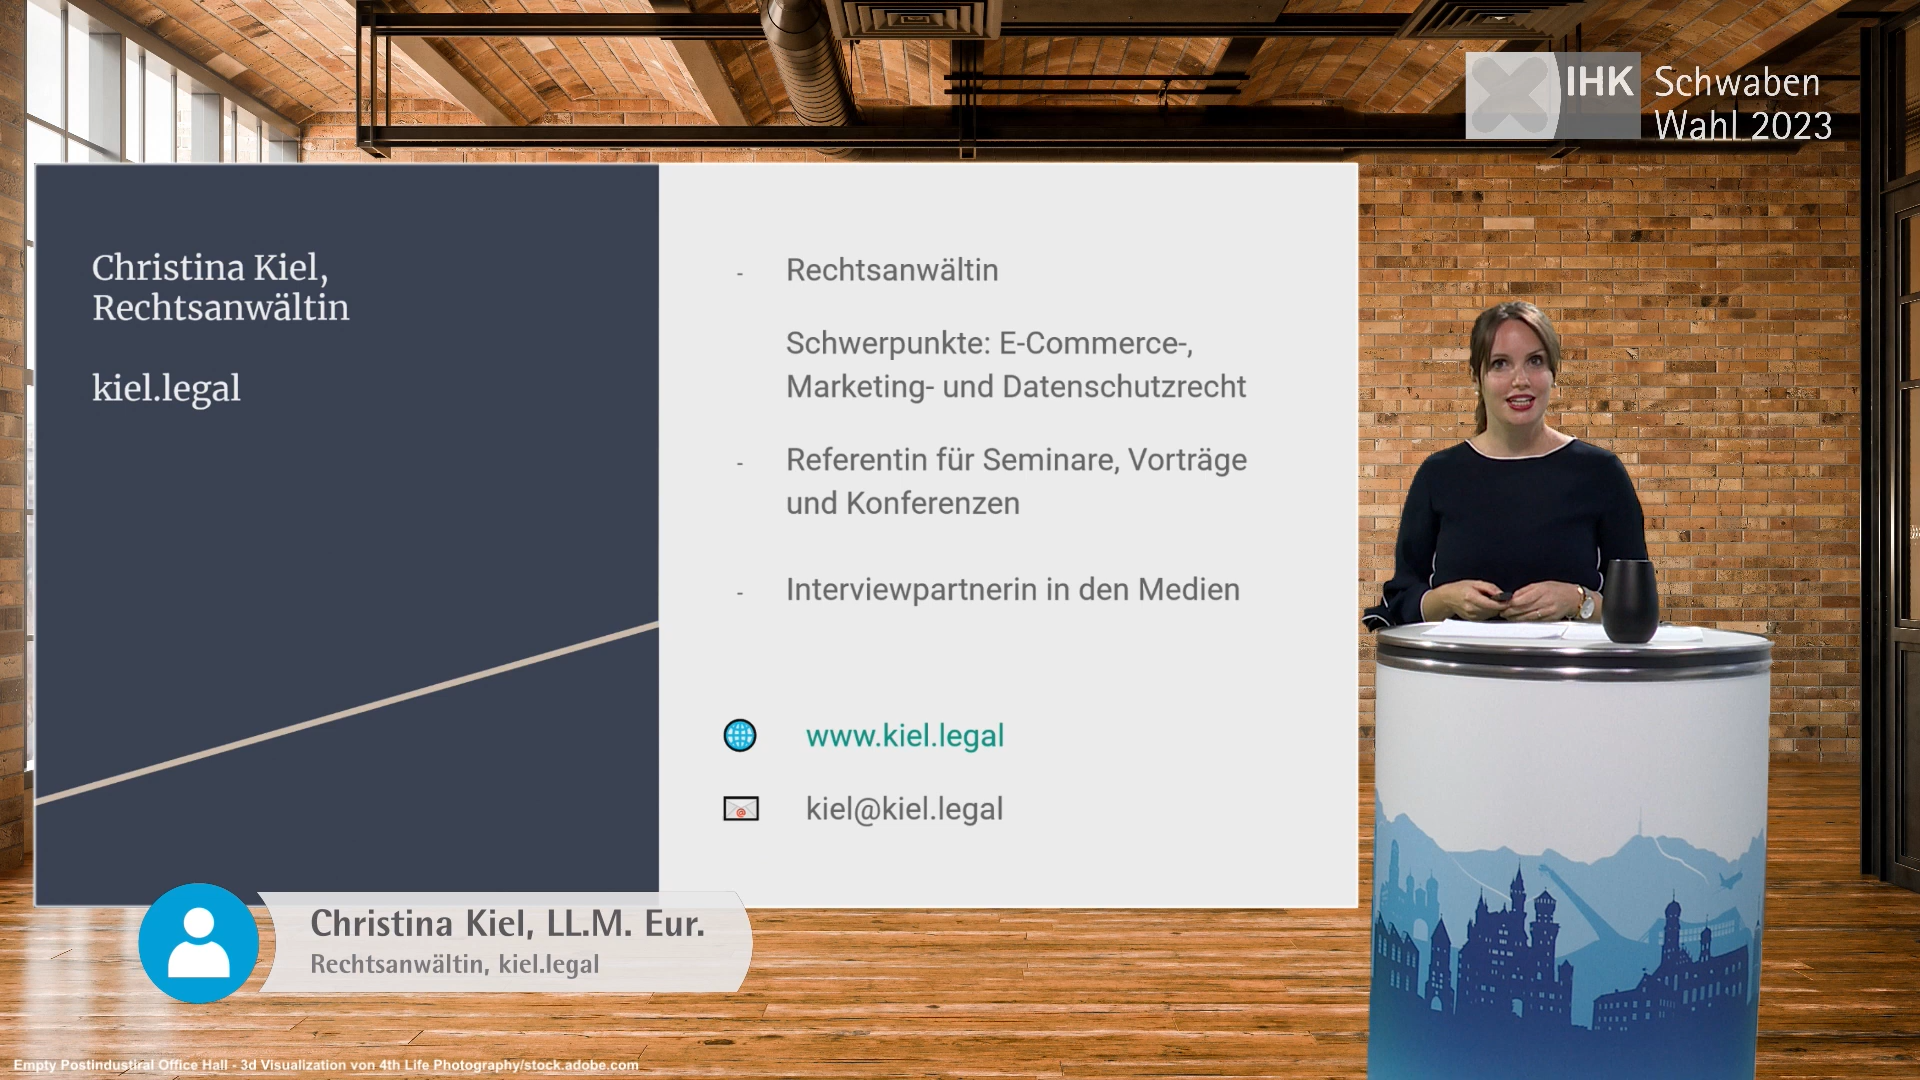 IHK Schwaben
Wahl 2023
Christina Kiel,
Rechtsanwältin
kiel.legal
- Rechtsanwältin
Schwerpunkte: E-Commerce-,
Marketing- und Datenschutzrecht
- Referentin für Seminare, Vorträge
und Konferenzen
- Interviewpartnerin in den Medien
www.kiel.legal
@ kiel@kiel.legal
Christina Kiel, LL.M. Eur.
Rechtsanwältin, kiel.legal
Empty Postindustiral Office Hall - 3d Visualization von 4th Life Photography/stock.adobe.com